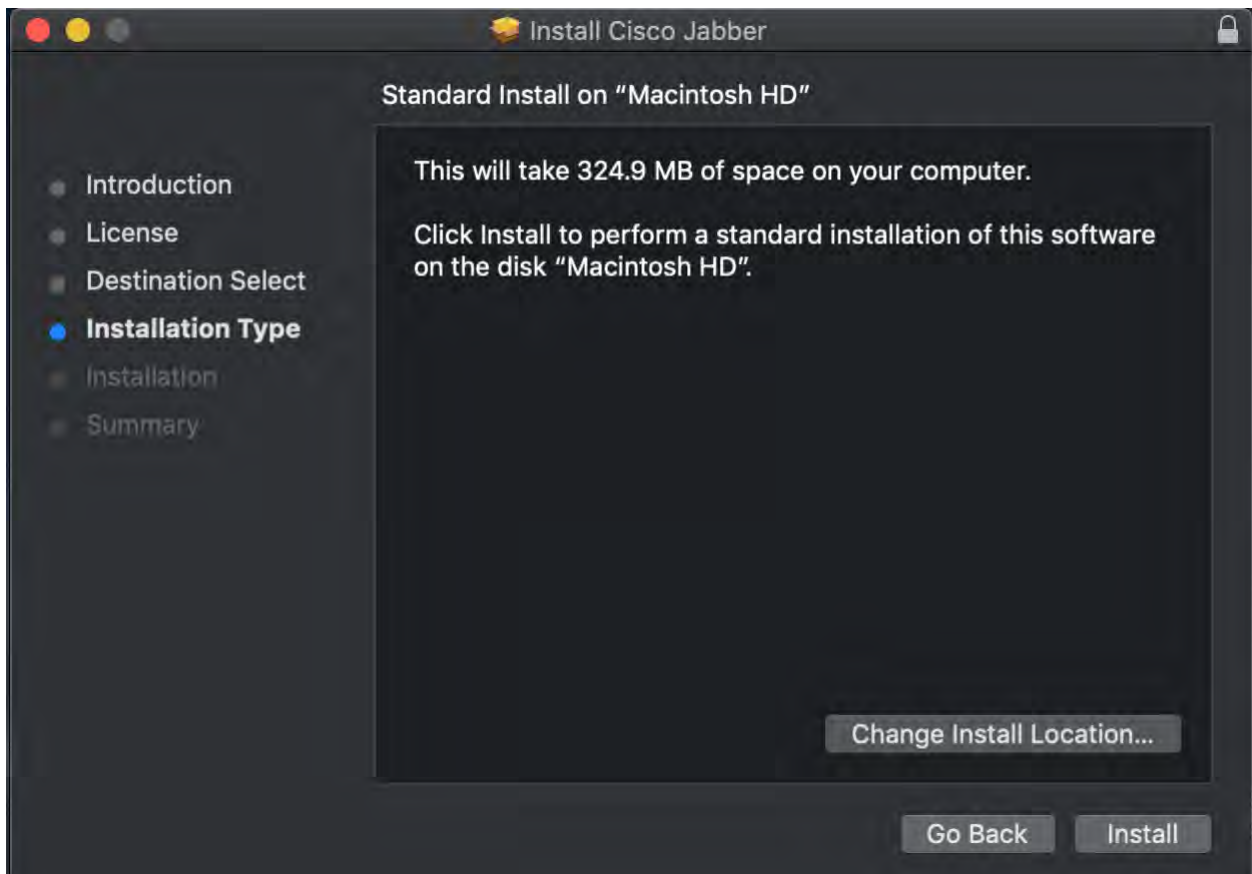 Install Cisco Jabber
Standard Install on “Macintosh HD”
Introduction
License
Destination Select
Installation Type
Installation
Summary
This will take 324.9 MB of space on your computer.
Click Install to perform a standard installation of this software
on the disk “Macintosh HD”.
Change Install Location...
Go Back
Install